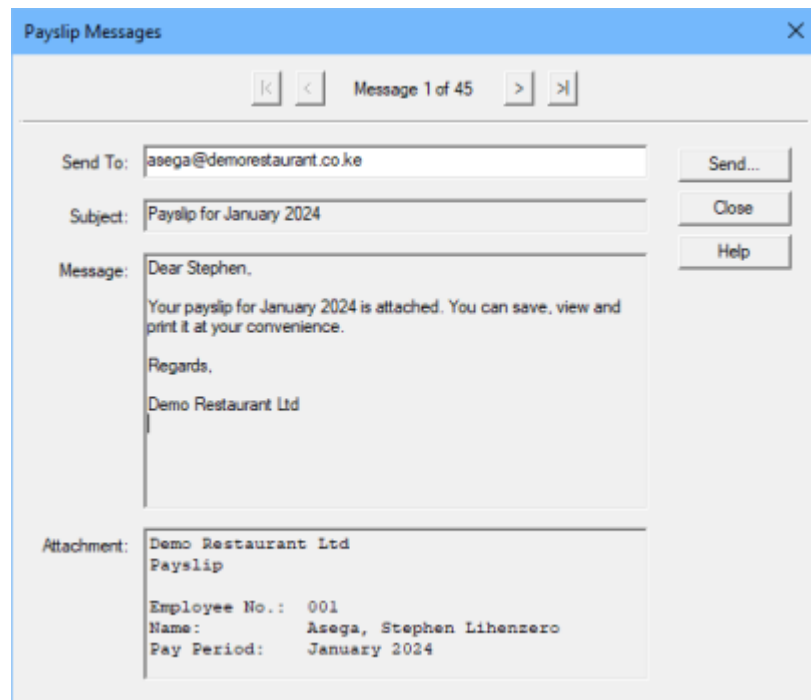 Payslip Messages
|< < Message 1 of 45 > >|
Send To: asega@demorestaurant.co.ke
Send...
Subject: Payslip for January 2024
Close
Help
Message: Dear Stephen,
Your payslip for January 2024 is attached. You can save, view and
print it at your convenience.
Regards,
Demo Restaurant Ltd
Attachment: Demo Restaurant Ltd
Payslip
Employee No.: 001
Name: Asega, Stephen Lihenzero
Pay Period: January 2024